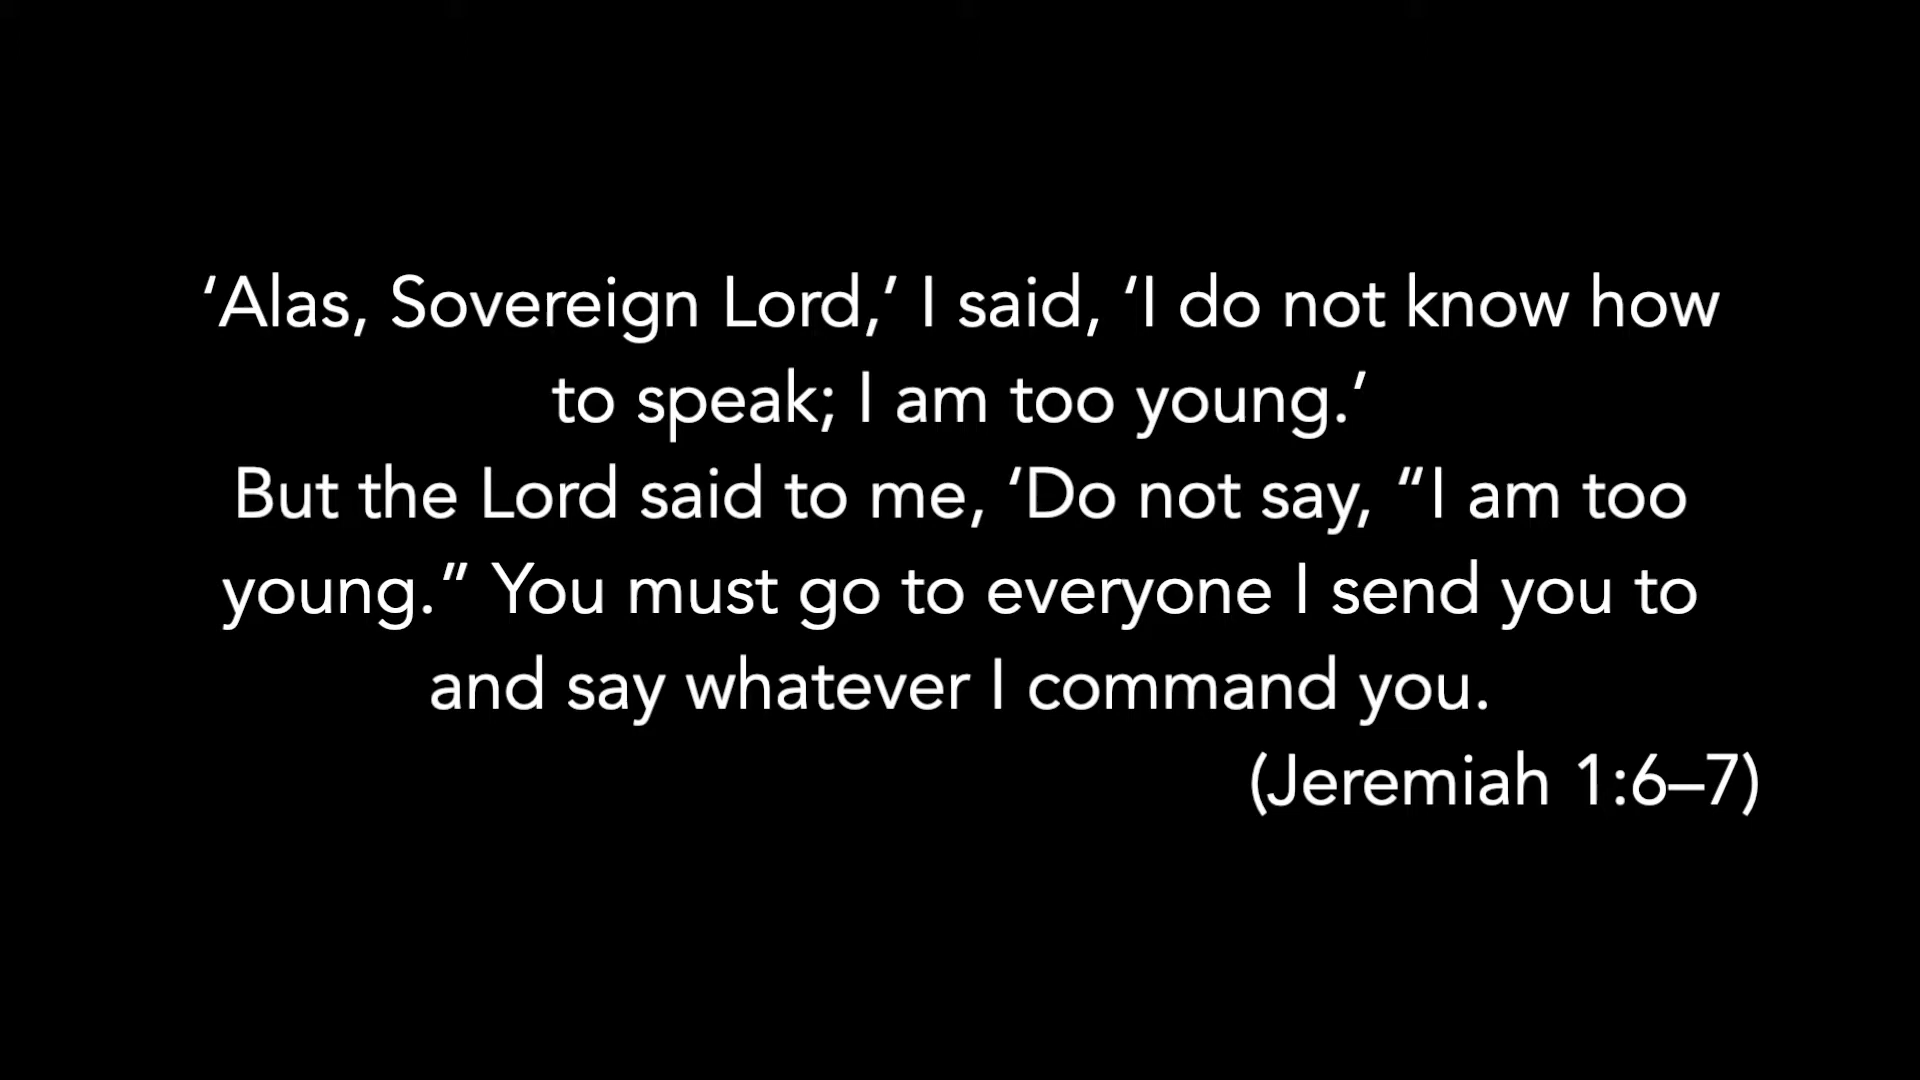 ‘Alas, Sovereign Lord,’ I said, ‘I do not know how
to speak; I am too young.’
But the Lord said to me, ‘Do not say, “I am too
young.” You must go to everyone I send you to
and say whatever I command you.
(Jeremiah 1:6–7)